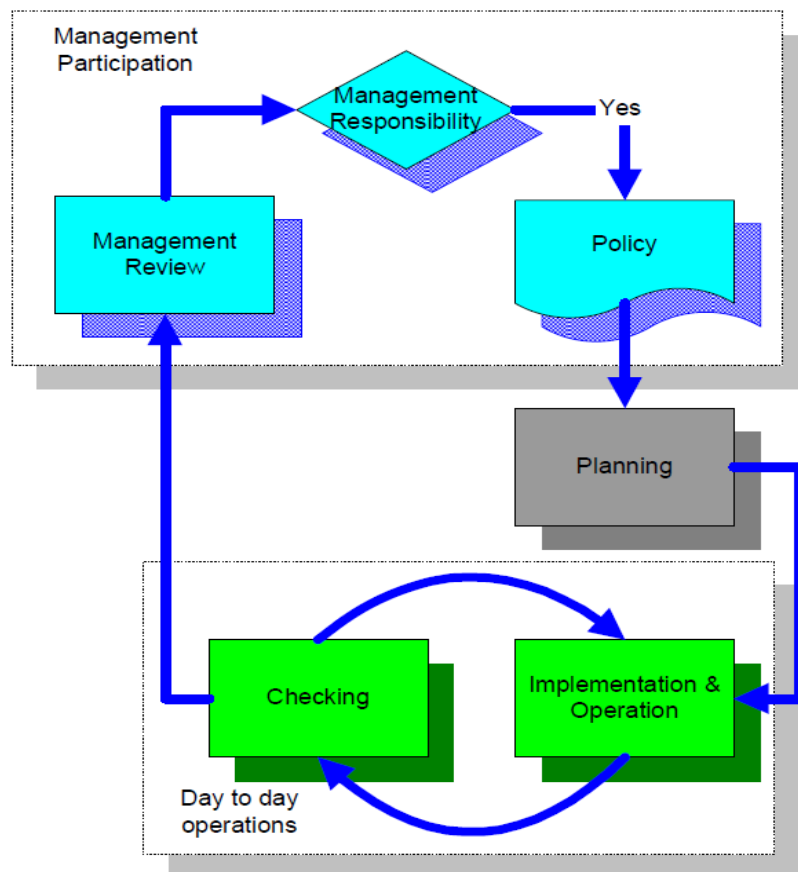 Management
Participation
Management
Responsibility
Yes
Management
Review
Policy
Planning
Checking
Implementation &
Operation
Day to day
operations